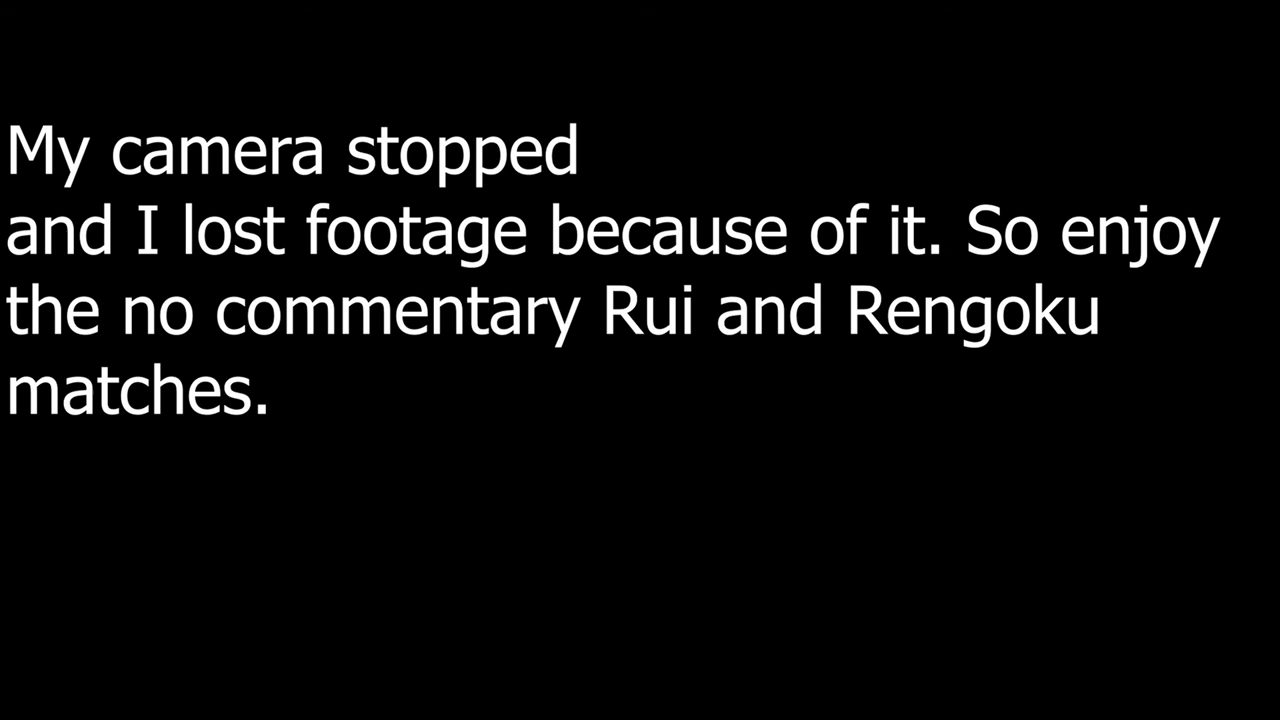 My camera stopped
and I lost footage because of it. So enjoy
the no commentary Rui and Rengoku
matches.